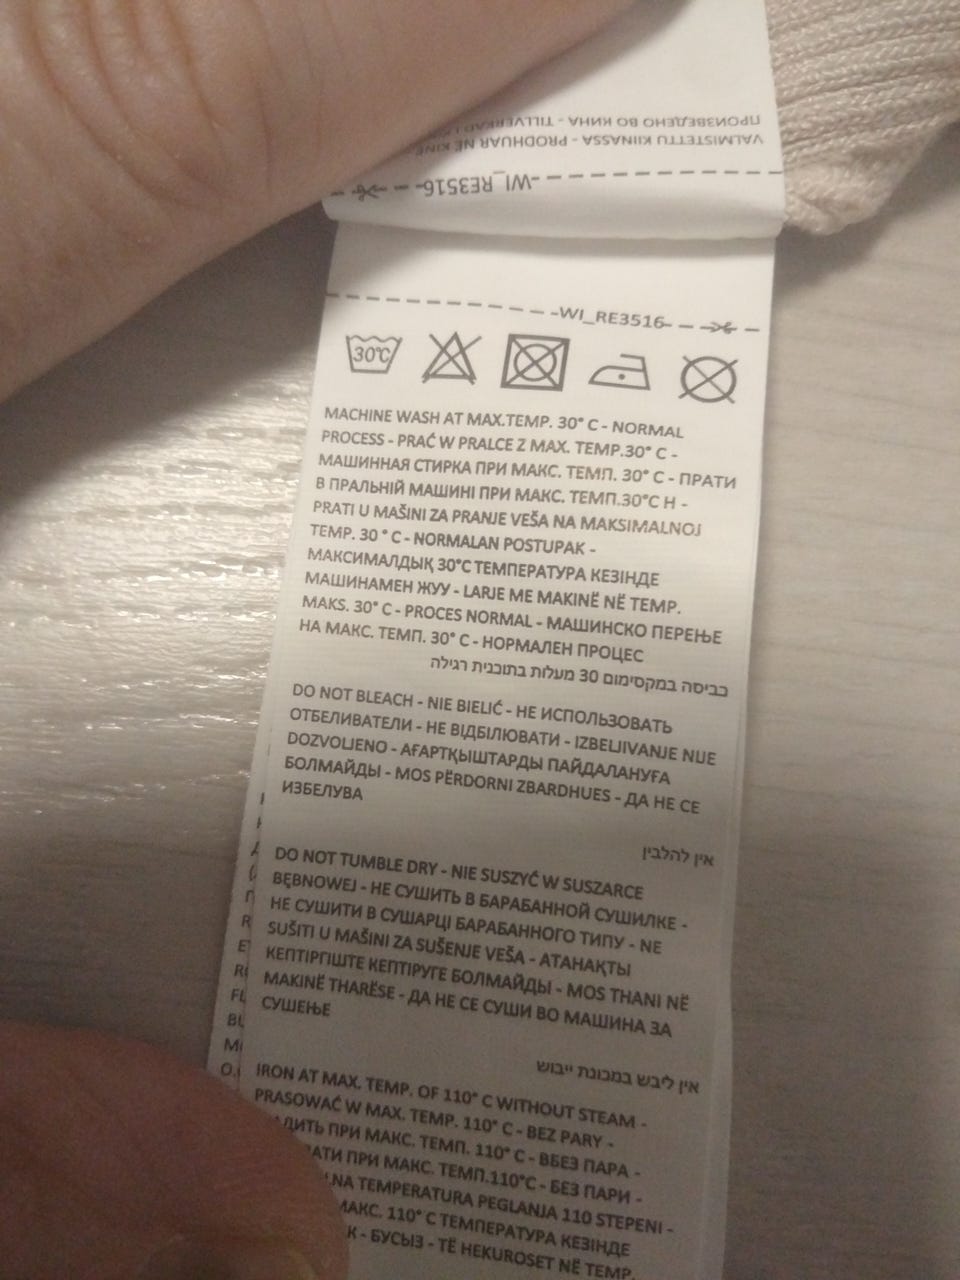 VALMISTETTU KIINASSA - PRODHUAR NË KINË
ПРОИЗВЕДЕНО ВО КИНА - TILLVERKAD I
WI_RE3516
WI_RE3516
30°C
MACHINE WASH AT MAX.TEMP. 30° C - NORMAL
PROCESS - PRAĆ W PRALCE Z MAX. TEMP.30° C -
МАШИННАЯ СТИРКА ПРИ МАКС. ТЕМП. 30° С - ПРАТИ
В ПРАЛЬНІЙ МАШИНІ ПРИ МАКС. ТЕМП.30°С Н -
PRATI U MAŠINI ZA PRANJE VEŠA NA MAKSIMALNOJ
TEMP. 30 ° C - NORMALAN POSTUPAK -
МАКСИМАЛДЫҚ 30°С ТЕМПЕРАТУРА КЕЗІНДЕ
МАШИНАМЕН ЖУУ - LARJE ME MAKINË NË TEMP.
MAKS. 30° C - PROCES NORMAL - МАШИНСКО ПЕРЕЊЕ
НА МАКС. ТЕМП. 30° С - НОРМАЛЕН ПРОЦЕС
כביסה במקסימום 30 מעלות בתוכנית רגילה
DO NOT BLEACH - NIE BIELIĆ - НЕ ИСПОЛЬЗОВАТЬ
ОТБЕЛИВАТЕЛИ - НЕ ВІДБІЛЮВАТИ - IZBELJIVANJE NIJE
DOZVOLJENO - АҒАРТҚЫШТАРДЫ ПАЙДАЛАНУҒА
БОЛМАЙДЫ - MOS PËRDORNI ZBARDHUES - ДА НЕ СЕ
ИЗБЕЛУВА
אין להלבין
DO NOT TUMBLE DRY - NIE SUSZYĆ W SUSZARCE
BĘBNOWEJ - НЕ СУШИТЬ В БАРАБАННОЙ СУШИЛКЕ -
НЕ СУШИТИ В СУШАРЦІ БАРАБАННОГО ТИПУ - NE
SUŠITI U MAŠINI ZA SUŠENJE VEŠA - АТАНАҚТЫ
КЕПТІРГІШТЕ КЕПТІРУГЕ БОЛМАЙДЫ - MOS THANI NË
MAKINË THARËSE - ДА НЕ СЕ СУШИ ВО МАШИНА ЗА
СУШЕЊЕ
אין ליבש במכונת ייבוש
IRON AT MAX. TEMP. OF 110° C WITHOUT STEAM -
PRASOWAĆ W MAX. TEMP. 110° C - BEZ PARY -
ПРИ МАКС. ТЕМП. 110° С - ВБЕЗ ПАРА -
ПРИ МАКС. ТЕМП.110°С - БЕЗ ПАРИ -
TEMPERATURA PEGLANJA 110 STEPENI -
МАКС. 110° С ТЕМПЕРАТУРА КЕЗІНДЕ
- БУСЫЗ - TË HEKUROSET NË TEMP.